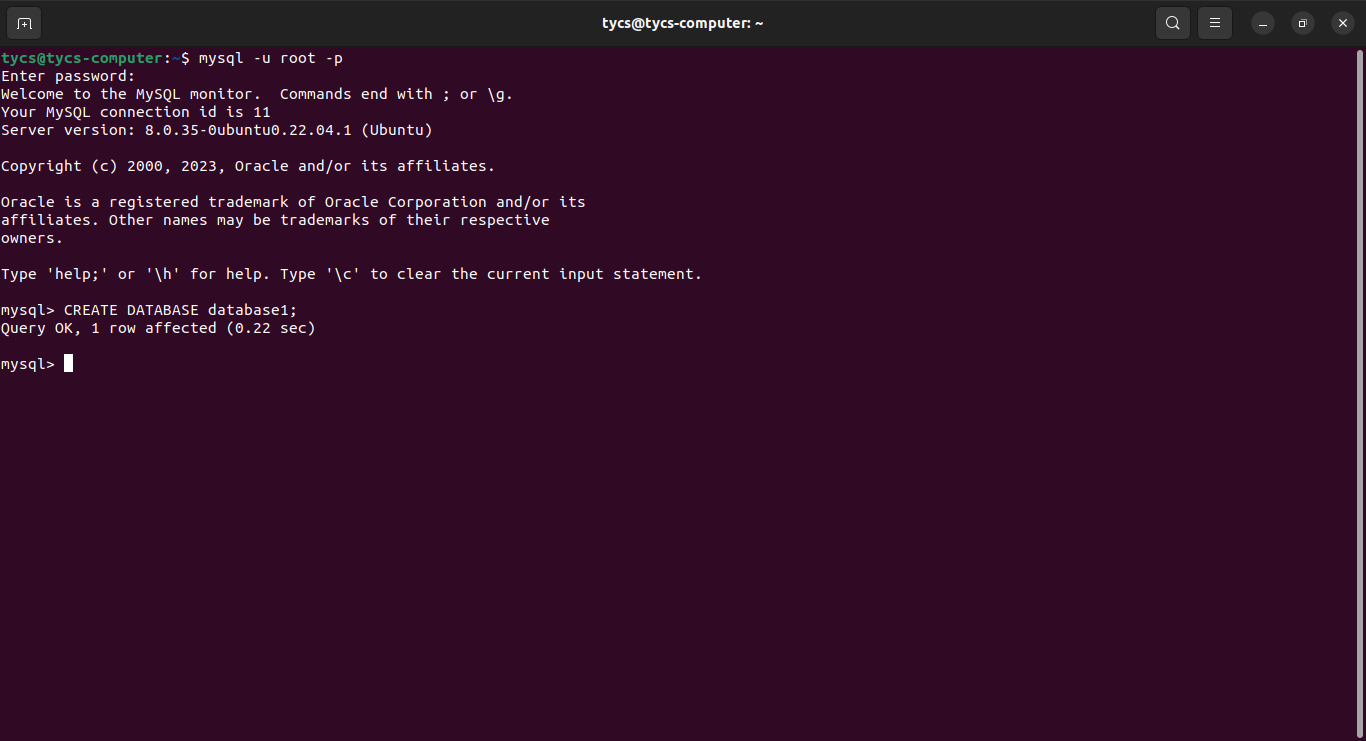 tycs@tycs-computer: ~
tycs@tycs-computer:~$ mysql -u root -p
Enter password:
Welcome to the MySQL monitor.  Commands end with ; or \g.
Your MySQL connection id is 11
Server version: 8.0.35-0ubuntu0.22.04.1 (Ubuntu)
Copyright (c) 2000, 2023, Oracle and/or its affiliates.
Oracle is a registered trademark of Oracle Corporation and/or its
affiliates. Other names may be trademarks of their respective
owners.
Type 'help;' or '\h' for help. Type '\c' to clear the current input statement.
mysql> CREATE DATABASE database1;
Query OK, 1 row affected (0.22 sec)
mysql>